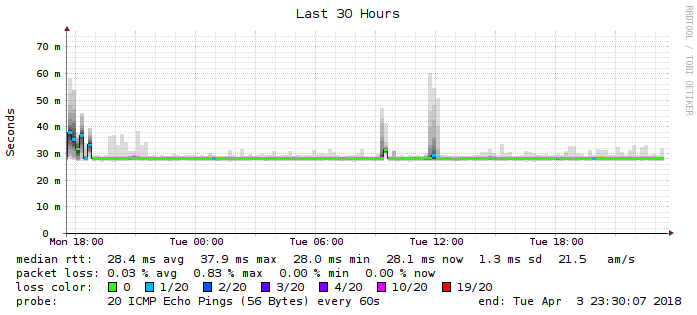 Last 30 Hours
RRDTOOL / TOBI OETIKER
Seconds
70 m
60 m
50 m
40 m
30 m
20 m
10 m
0
Mon 18:00 Tue 00:00 Tue 06:00 Tue 12:00 Tue 18:00
median rtt: 28.4 ms avg 37.9 ms max 28.0 ms min 28.1 ms now 1.3 ms sd 21.5 am/s
packet loss: 0.03 % avg 0.83 % max 0.00 % min 0.00 % now
loss color: 0 1/20 2/20 3/20 4/20 10/20 19/20
probe: 20 ICMP Echo Pings (56 Bytes) every 60s end: Tue Apr 3 23:30:07 2018